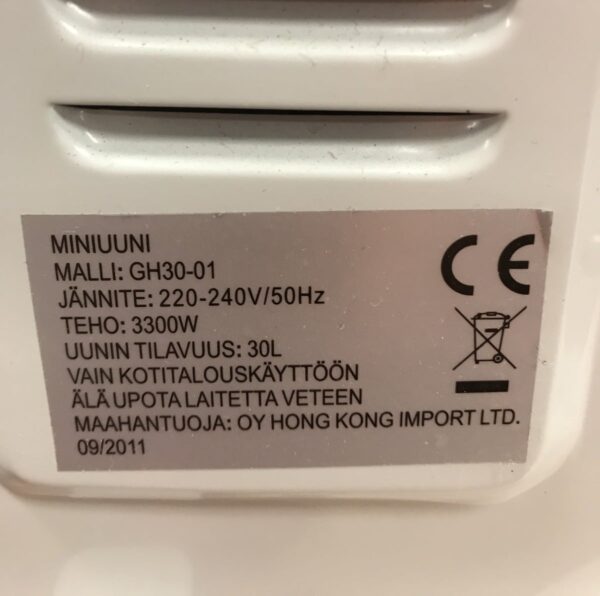 MINIUUNI
MALLI: GH30-01
JÄNNITE: 220-240V/50Hz
TEHO: 3300W
UUNIN TILAVUUS: 30L
VAIN KOTITALOUSKÄYTTÖÖN
ÄLÄ UPOTA LAITETTA VETEEN
MAAHANTUOJA: OY HONG KONG IMPORT LTD.
09/2011
CE